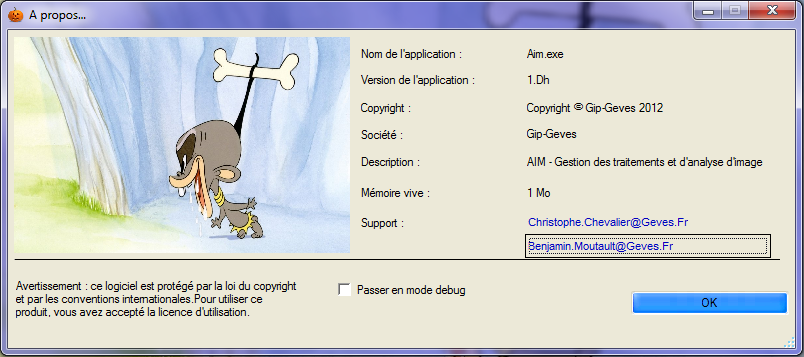 A propos...
Nom de l'application : Aim.exe
Version de l'application : 1.Dh
Copyright : Copyright © Gip-Geves 2012
Société : Gip-Geves
Description : AIM - Gestion des traitements et d'analyse d'image
Mémoire vive : 1 Mo
Support : Christophe.Chevalier@Geves.Fr
Benjamin.Moutault@Geves.Fr
Avertissement : ce logiciel est protégé par la loi du copyright
et par les conventions internationales.Pour utiliser ce
produit, vous avez accepté la licence d'utilisation.
Passer en mode debug
OK